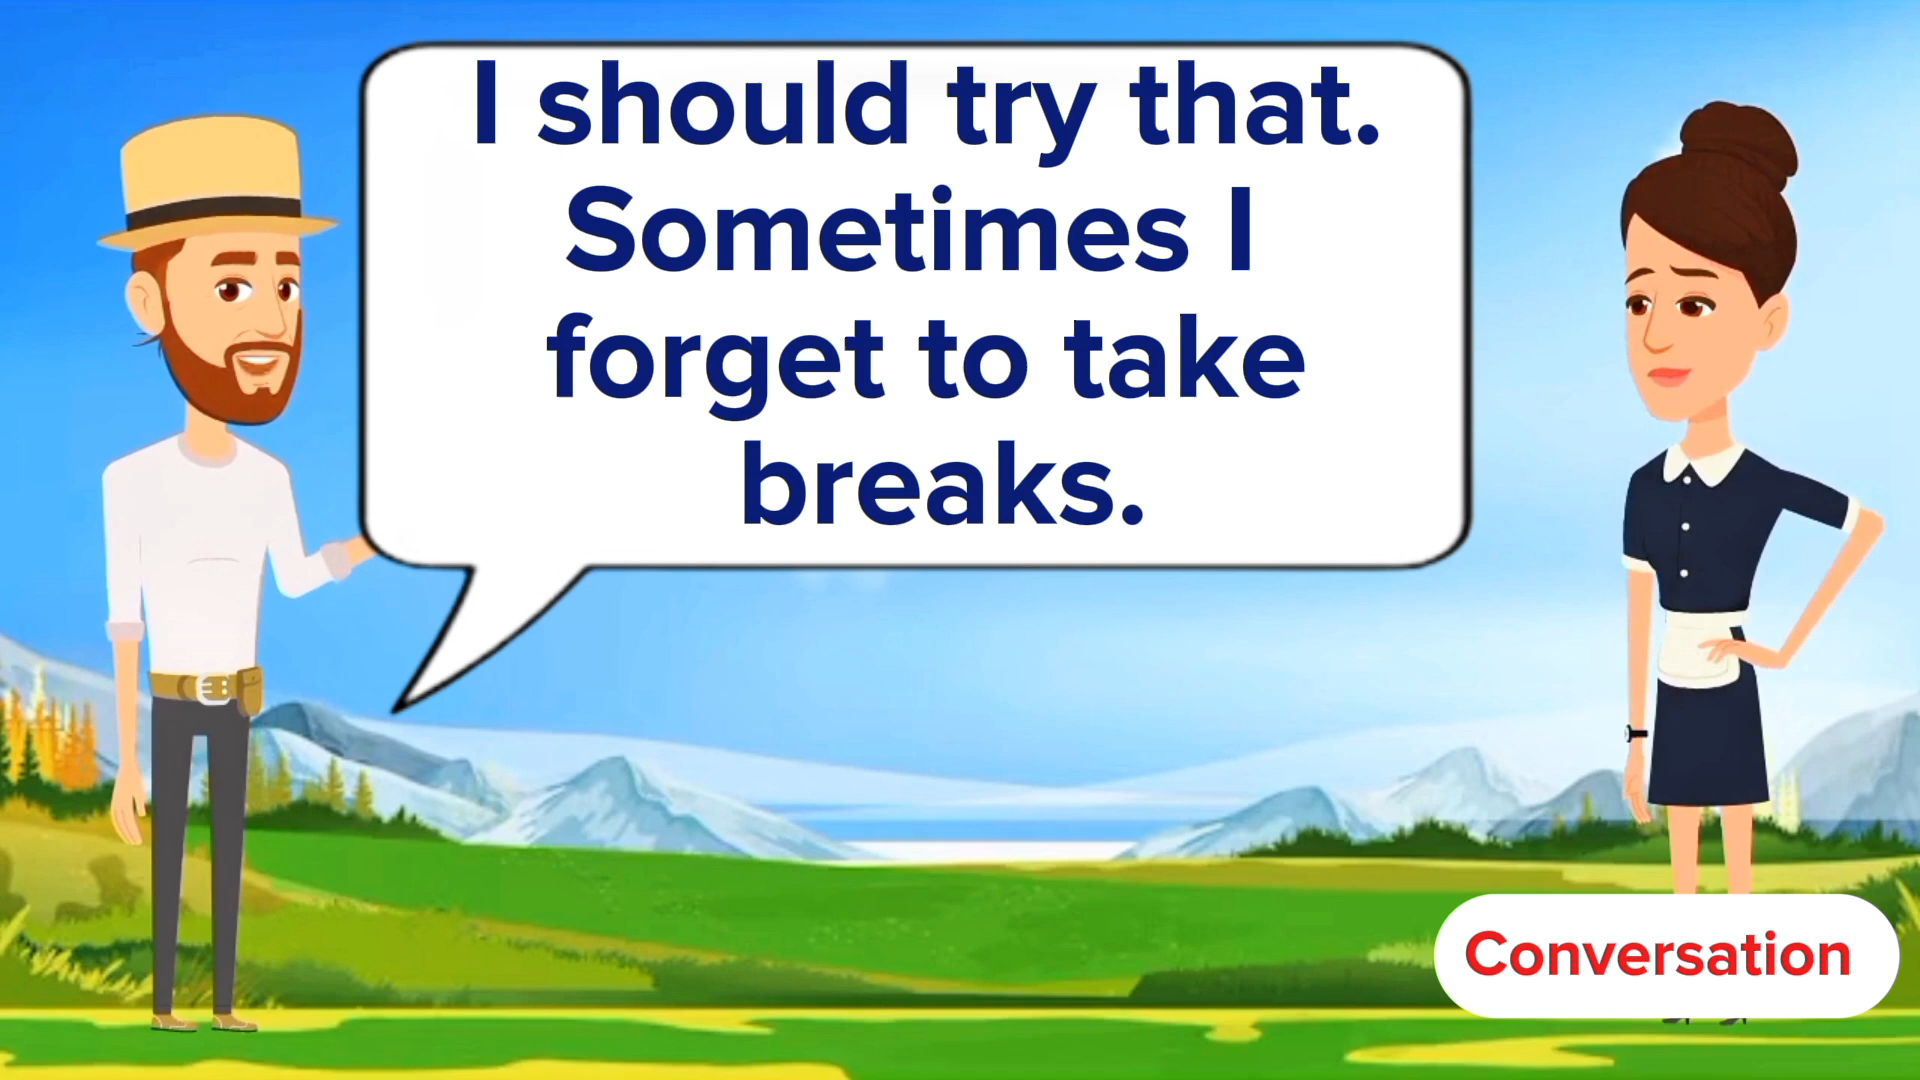 I should try that.
Sometimes I
forget to take
breaks.
Conversation